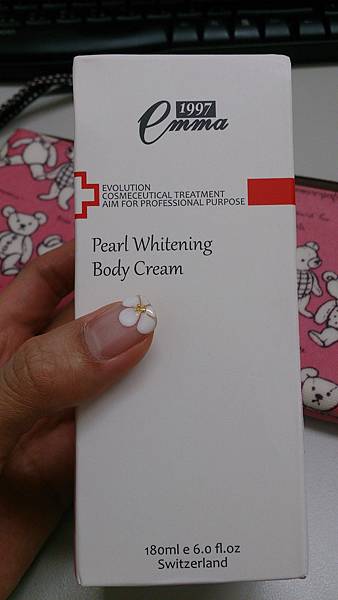 1997
emma
EVOLUTION
COSMECEUTICAL TREATMENT
AIM FOR PROFESSIONAL PURPOSE
Pearl Whitening
Body Cream
180ml e 6.0 fl.oz
Switzerland